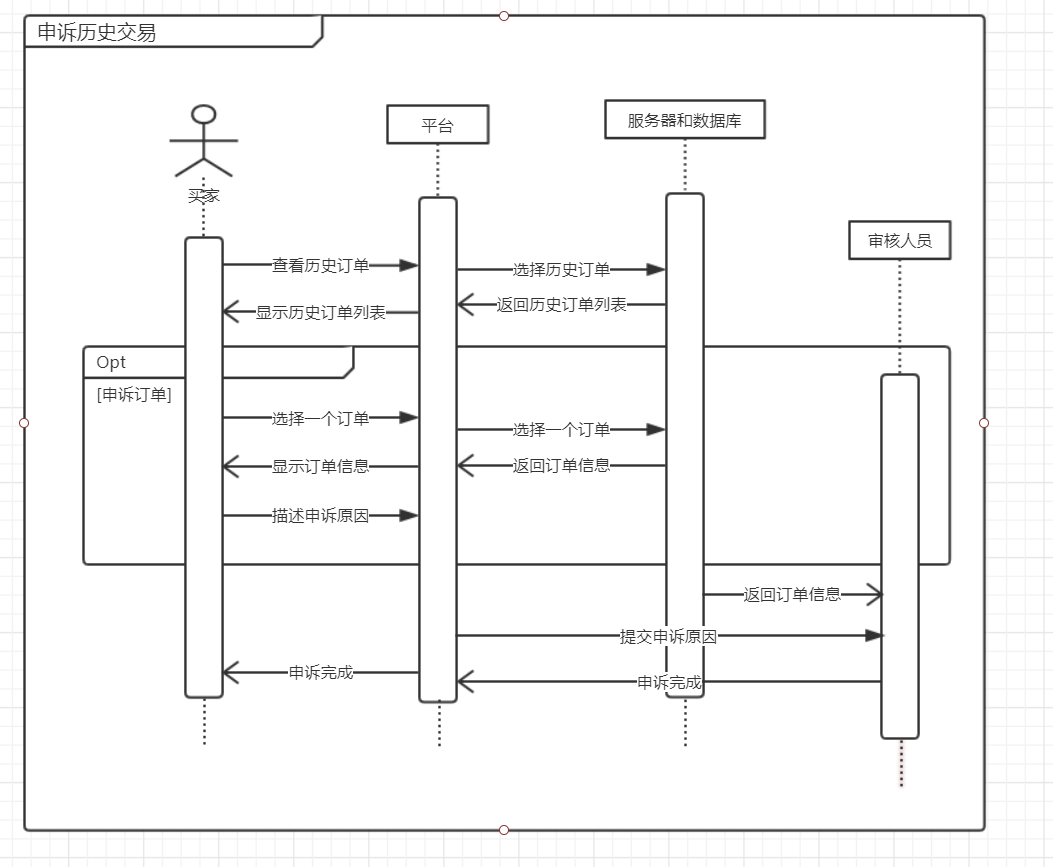 申诉历史交易
买家
平台
服务器和数据库
审核人员
查看历史订单
选择历史订单
返回历史订单列表
显示历史订单列表
Opt
[申诉订单]
选择一个订单
选择一个订单
返回订单信息
显示订单信息
描述申诉原因
返回订单信息
提交申诉原因
申诉完成
申诉完成